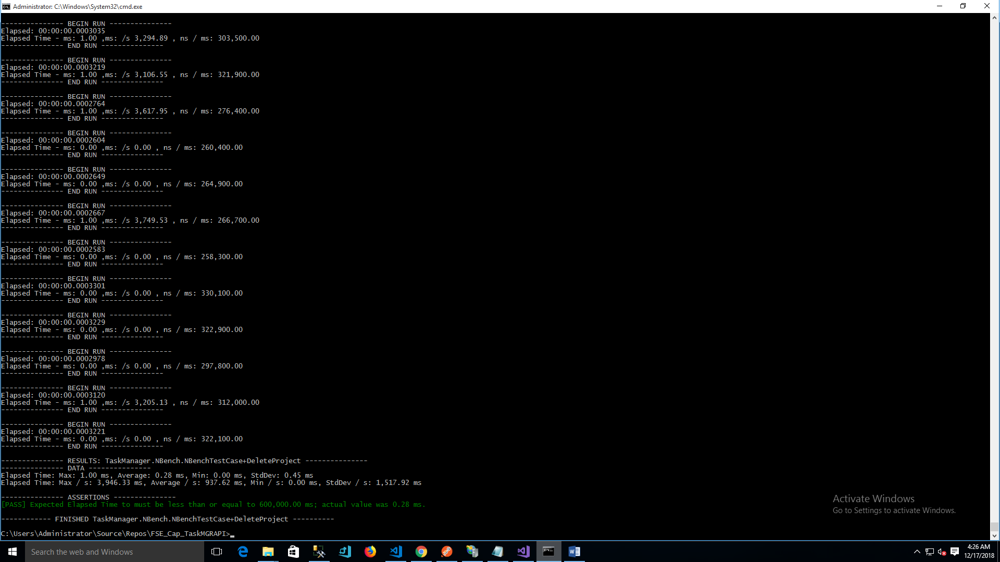 Administrator: C:\Windows\System32\cmd.exe
--------------- BEGIN RUN ---------------
Elapsed: 00:00:00.0003035
Elapsed Time - ms: 1.00 ,ms: /s 3,294.89 , ns / ms: 303,500.00
--------------- END RUN ---------------
--------------- BEGIN RUN ---------------
Elapsed: 00:00:00.0003219
Elapsed Time - ms: 1.00 ,ms: /s 3,106.55 , ns / ms: 321,900.00
--------------- END RUN ---------------
--------------- BEGIN RUN ---------------
Elapsed: 00:00:00.0002764
Elapsed Time - ms: 1.00 ,ms: /s 3,617.95 , ns / ms: 276,400.00
--------------- END RUN ---------------
--------------- BEGIN RUN ---------------
Elapsed: 00:00:00.0002604
Elapsed Time - ms: 0.00 ,ms: /s 0.00 , ns / ms: 260,400.00
--------------- END RUN ---------------
--------------- BEGIN RUN ---------------
Elapsed: 00:00:00.0002649
Elapsed Time - ms: 0.00 ,ms: /s 0.00 , ns / ms: 264,900.00
--------------- END RUN ---------------
--------------- BEGIN RUN ---------------
Elapsed: 00:00:00.0002667
Elapsed Time - ms: 1.00 ,ms: /s 3,749.53 , ns / ms: 266,700.00
--------------- END RUN ---------------
--------------- BEGIN RUN ---------------
Elapsed: 00:00:00.0002583
Elapsed Time - ms: 0.00 ,ms: /s 0.00 , ns / ms: 258,300.00
--------------- END RUN ---------------
--------------- BEGIN RUN ---------------
Elapsed: 00:00:00.0003301
Elapsed Time - ms: 0.00 ,ms: /s 0.00 , ns / ms: 330,100.00
--------------- END RUN ---------------
--------------- BEGIN RUN ---------------
Elapsed: 00:00:00.0003229
Elapsed Time - ms: 0.00 ,ms: /s 0.00 , ns / ms: 322,900.00
--------------- END RUN ---------------
--------------- BEGIN RUN ---------------
Elapsed: 00:00:00.0002978
Elapsed Time - ms: 0.00 ,ms: /s 0.00 , ns / ms: 297,800.00
--------------- END RUN ---------------
--------------- BEGIN RUN ---------------
Elapsed: 00:00:00.0003120
Elapsed Time - ms: 1.00 ,ms: /s 3,205.13 , ns / ms: 312,000.00
--------------- END RUN ---------------
--------------- BEGIN RUN ---------------
Elapsed: 00:00:00.0003221
Elapsed Time - ms: 0.00 ,ms: /s 0.00 , ns / ms: 322,100.00
--------------- END RUN ---------------
--------------- RESULTS: TaskManager.NBench.NBenchTestCase+DeleteProject ---------------
--------------- DATA ---------------
Elapsed Time: Max: 1.00 ms, Average: 0.28 ms, Min: 0.00 ms, StdDev: 0.45 ms
Elapsed Time: Max / s: 3,946.33 ms, Average / s: 937.62 ms, Min / s: 0.00 ms, StdDev / s: 1,517.92 ms
--------------- ASSERTIONS ---------------
[PASS] Expected Elapsed Time to must be less than or equal to 600,000.00 ms; actual value was 0.28 ms.
------------ FINISHED TaskManager.NBench.NBenchTestCase+DeleteProject ----------
C:\Users\Administrator\Source\Repos\FSE_Cap_TaskMGRAPI>
Activate Windows
Go to Settings to activate Windows.
Search the web and Windows
4:26 AM
12/17/2018